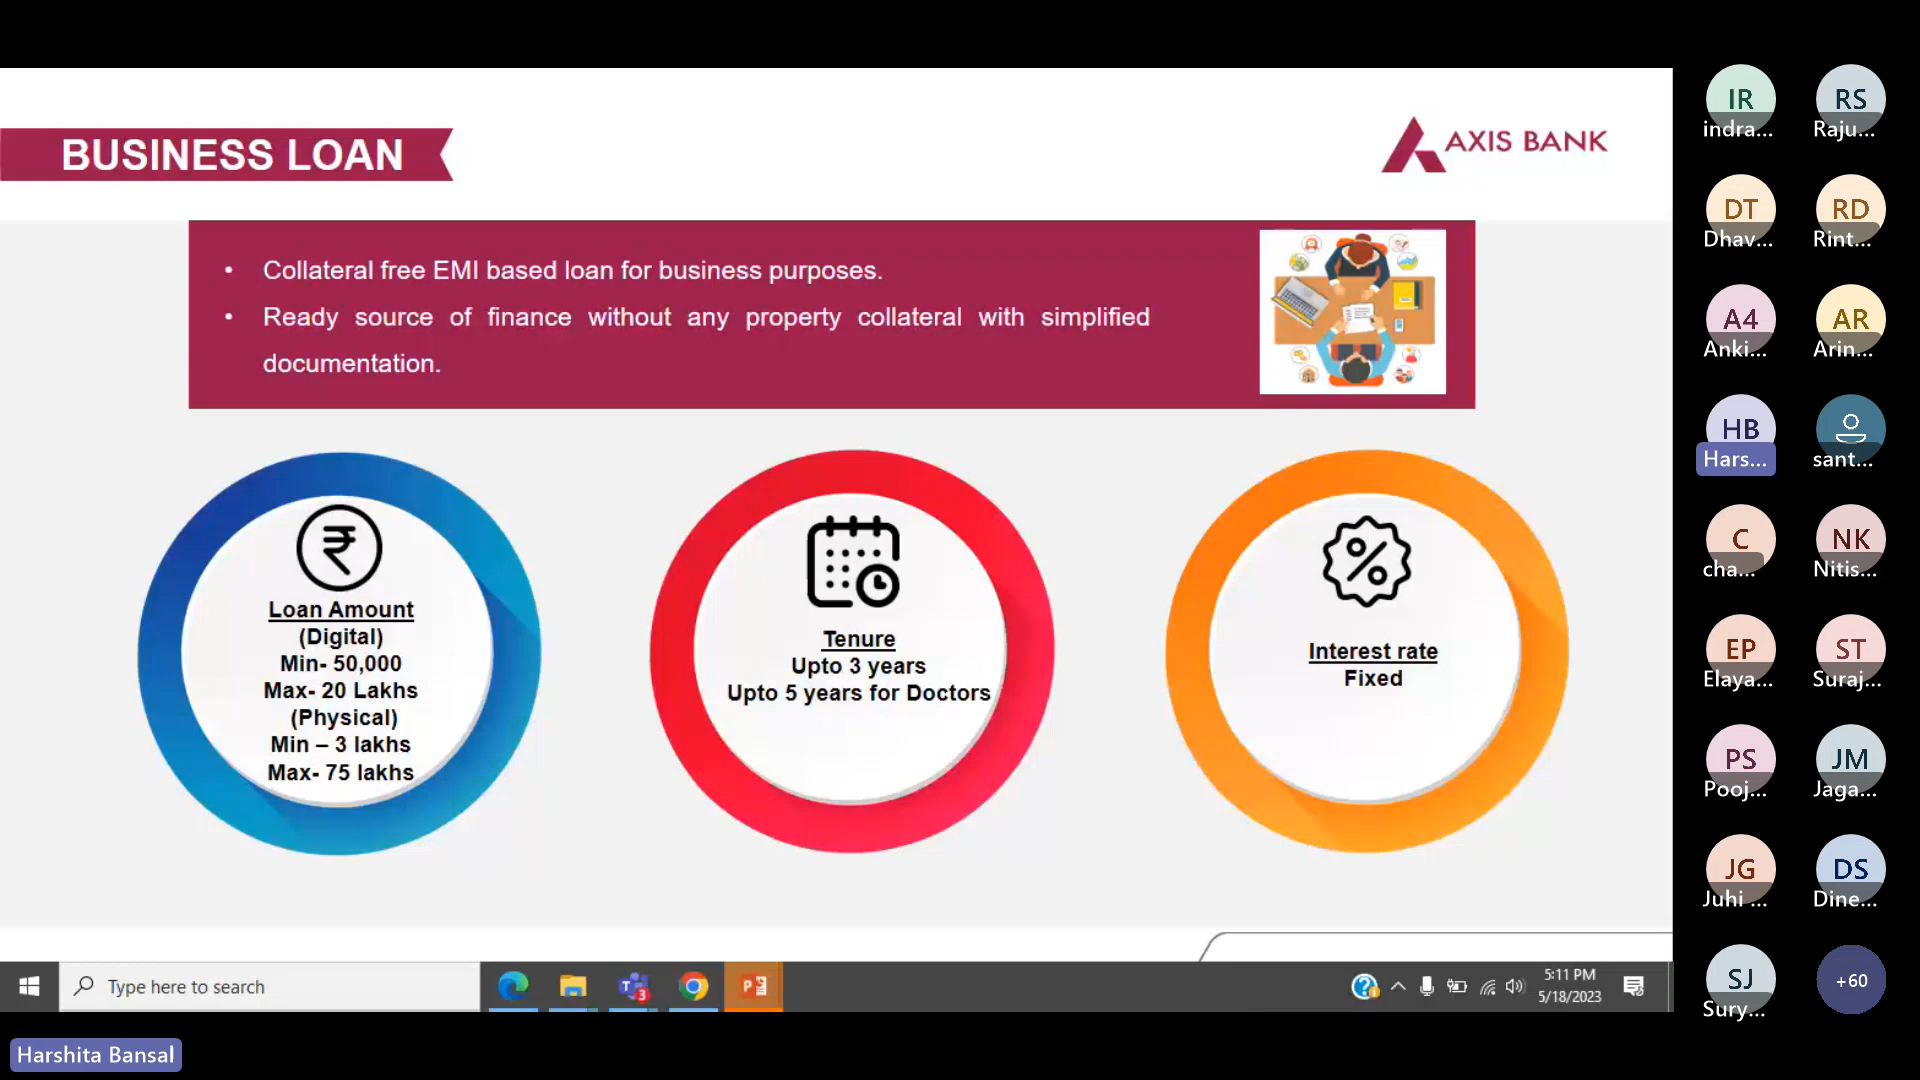 BUSINESS LOAN
AXIS BANK
• Collateral free EMI based loan for business purposes.
• Ready source of finance without any property collateral with simplified
documentation.
₹
Loan Amount
(Digital)
Min- 50,000
Max- 20 Lakhs
(Physical)
Min – 3 lakhs
Max- 75 lakhs
Tenure
Upto 3 years
Upto 5 years for Doctors
%
Interest rate
Fixed
IR
indra...
RS
Raju...
DT
Dhav...
RD
Rint...
A4
Anki...
AR
Arin...
HB
Hars...
sant...
C
cha...
NK
Nitis...
EP
Elaya...
ST
Suraj...
PS
Pooj...
JM
Jaga...
JG
Juhi ...
DS
Dine...
SJ
Sury...
+60
Type here to search
T
3
P
?
5:11 PM
5/18/2023
Harshita Bansal